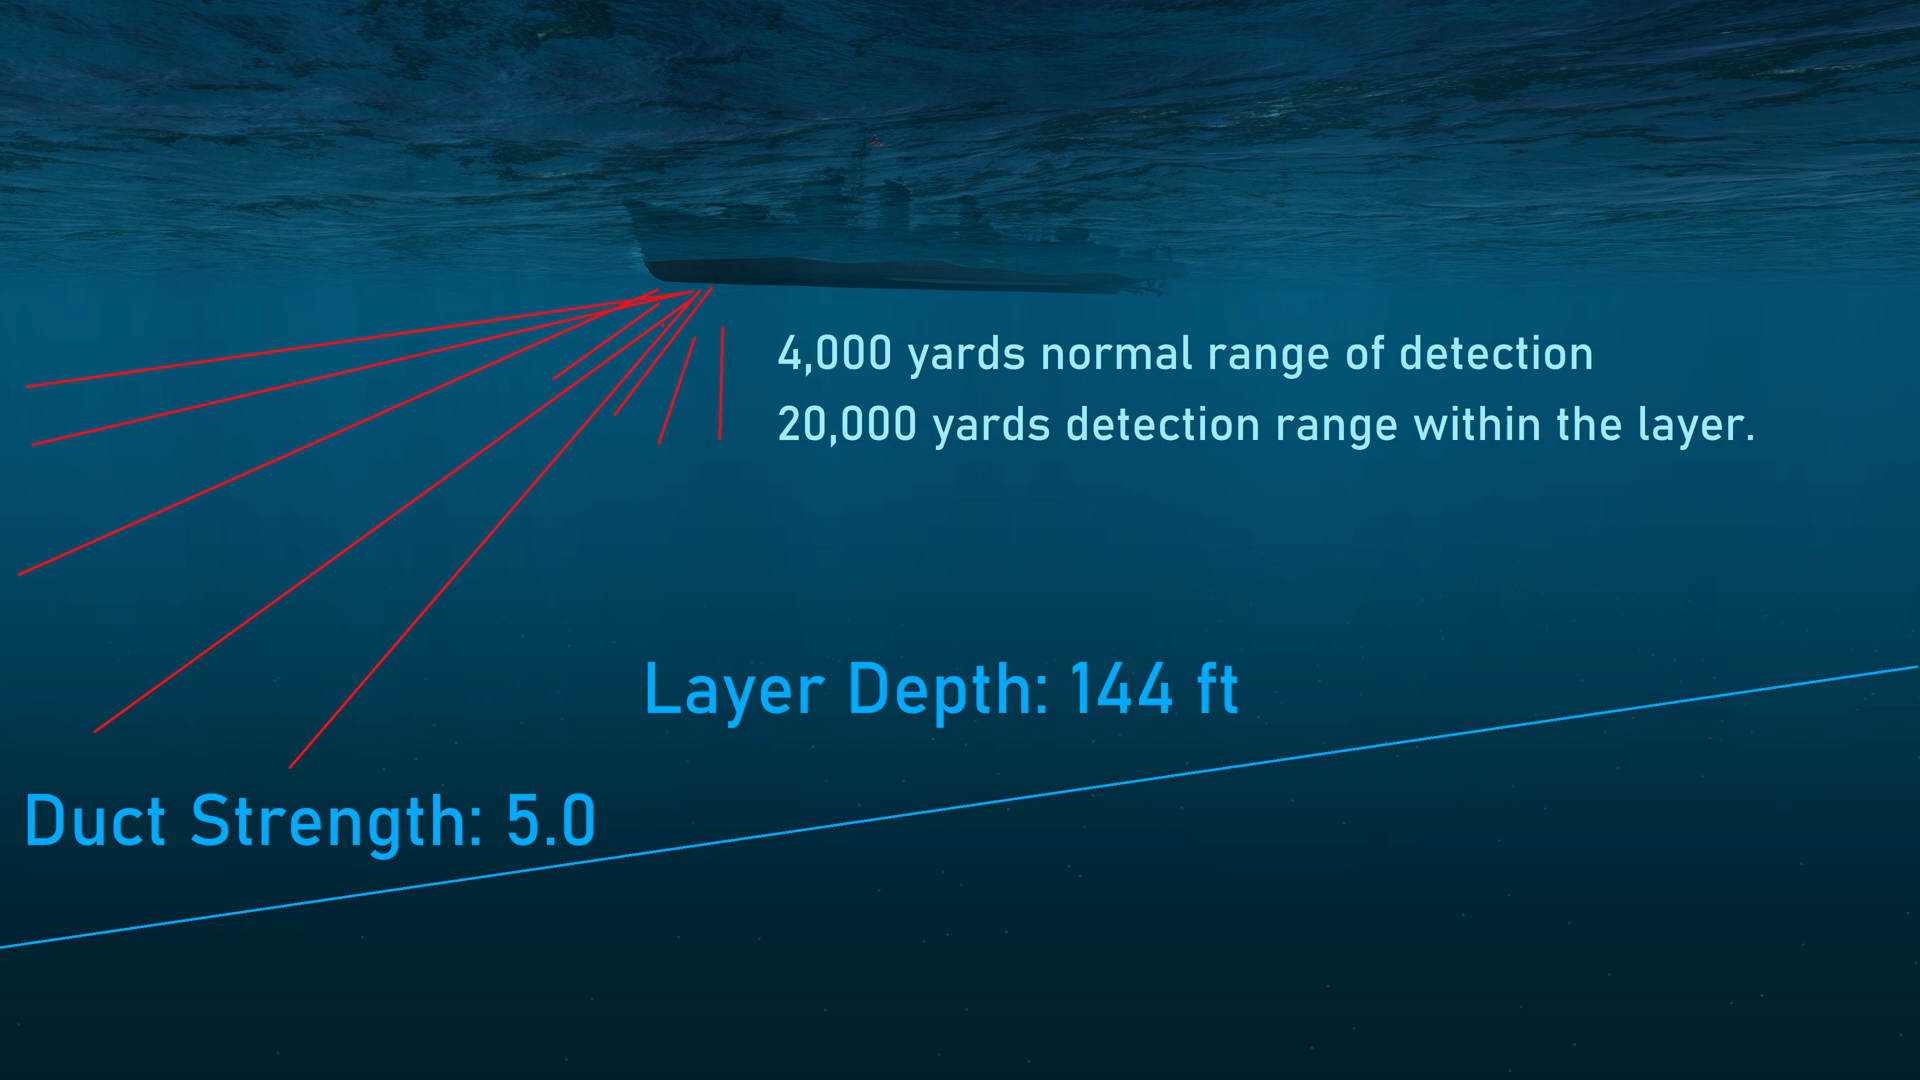 4,000 yards normal range of detection
20,000 yards detection range within the layer.
Layer Depth: 144 ft
Duct Strength: 5.0